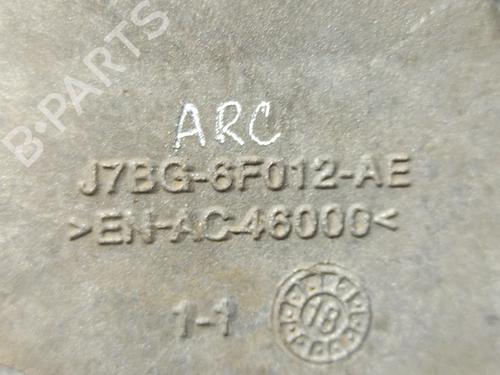 B-PARTS
ARC
J7BG-6F012-AE
>EN-AC-46000<
1-1
18